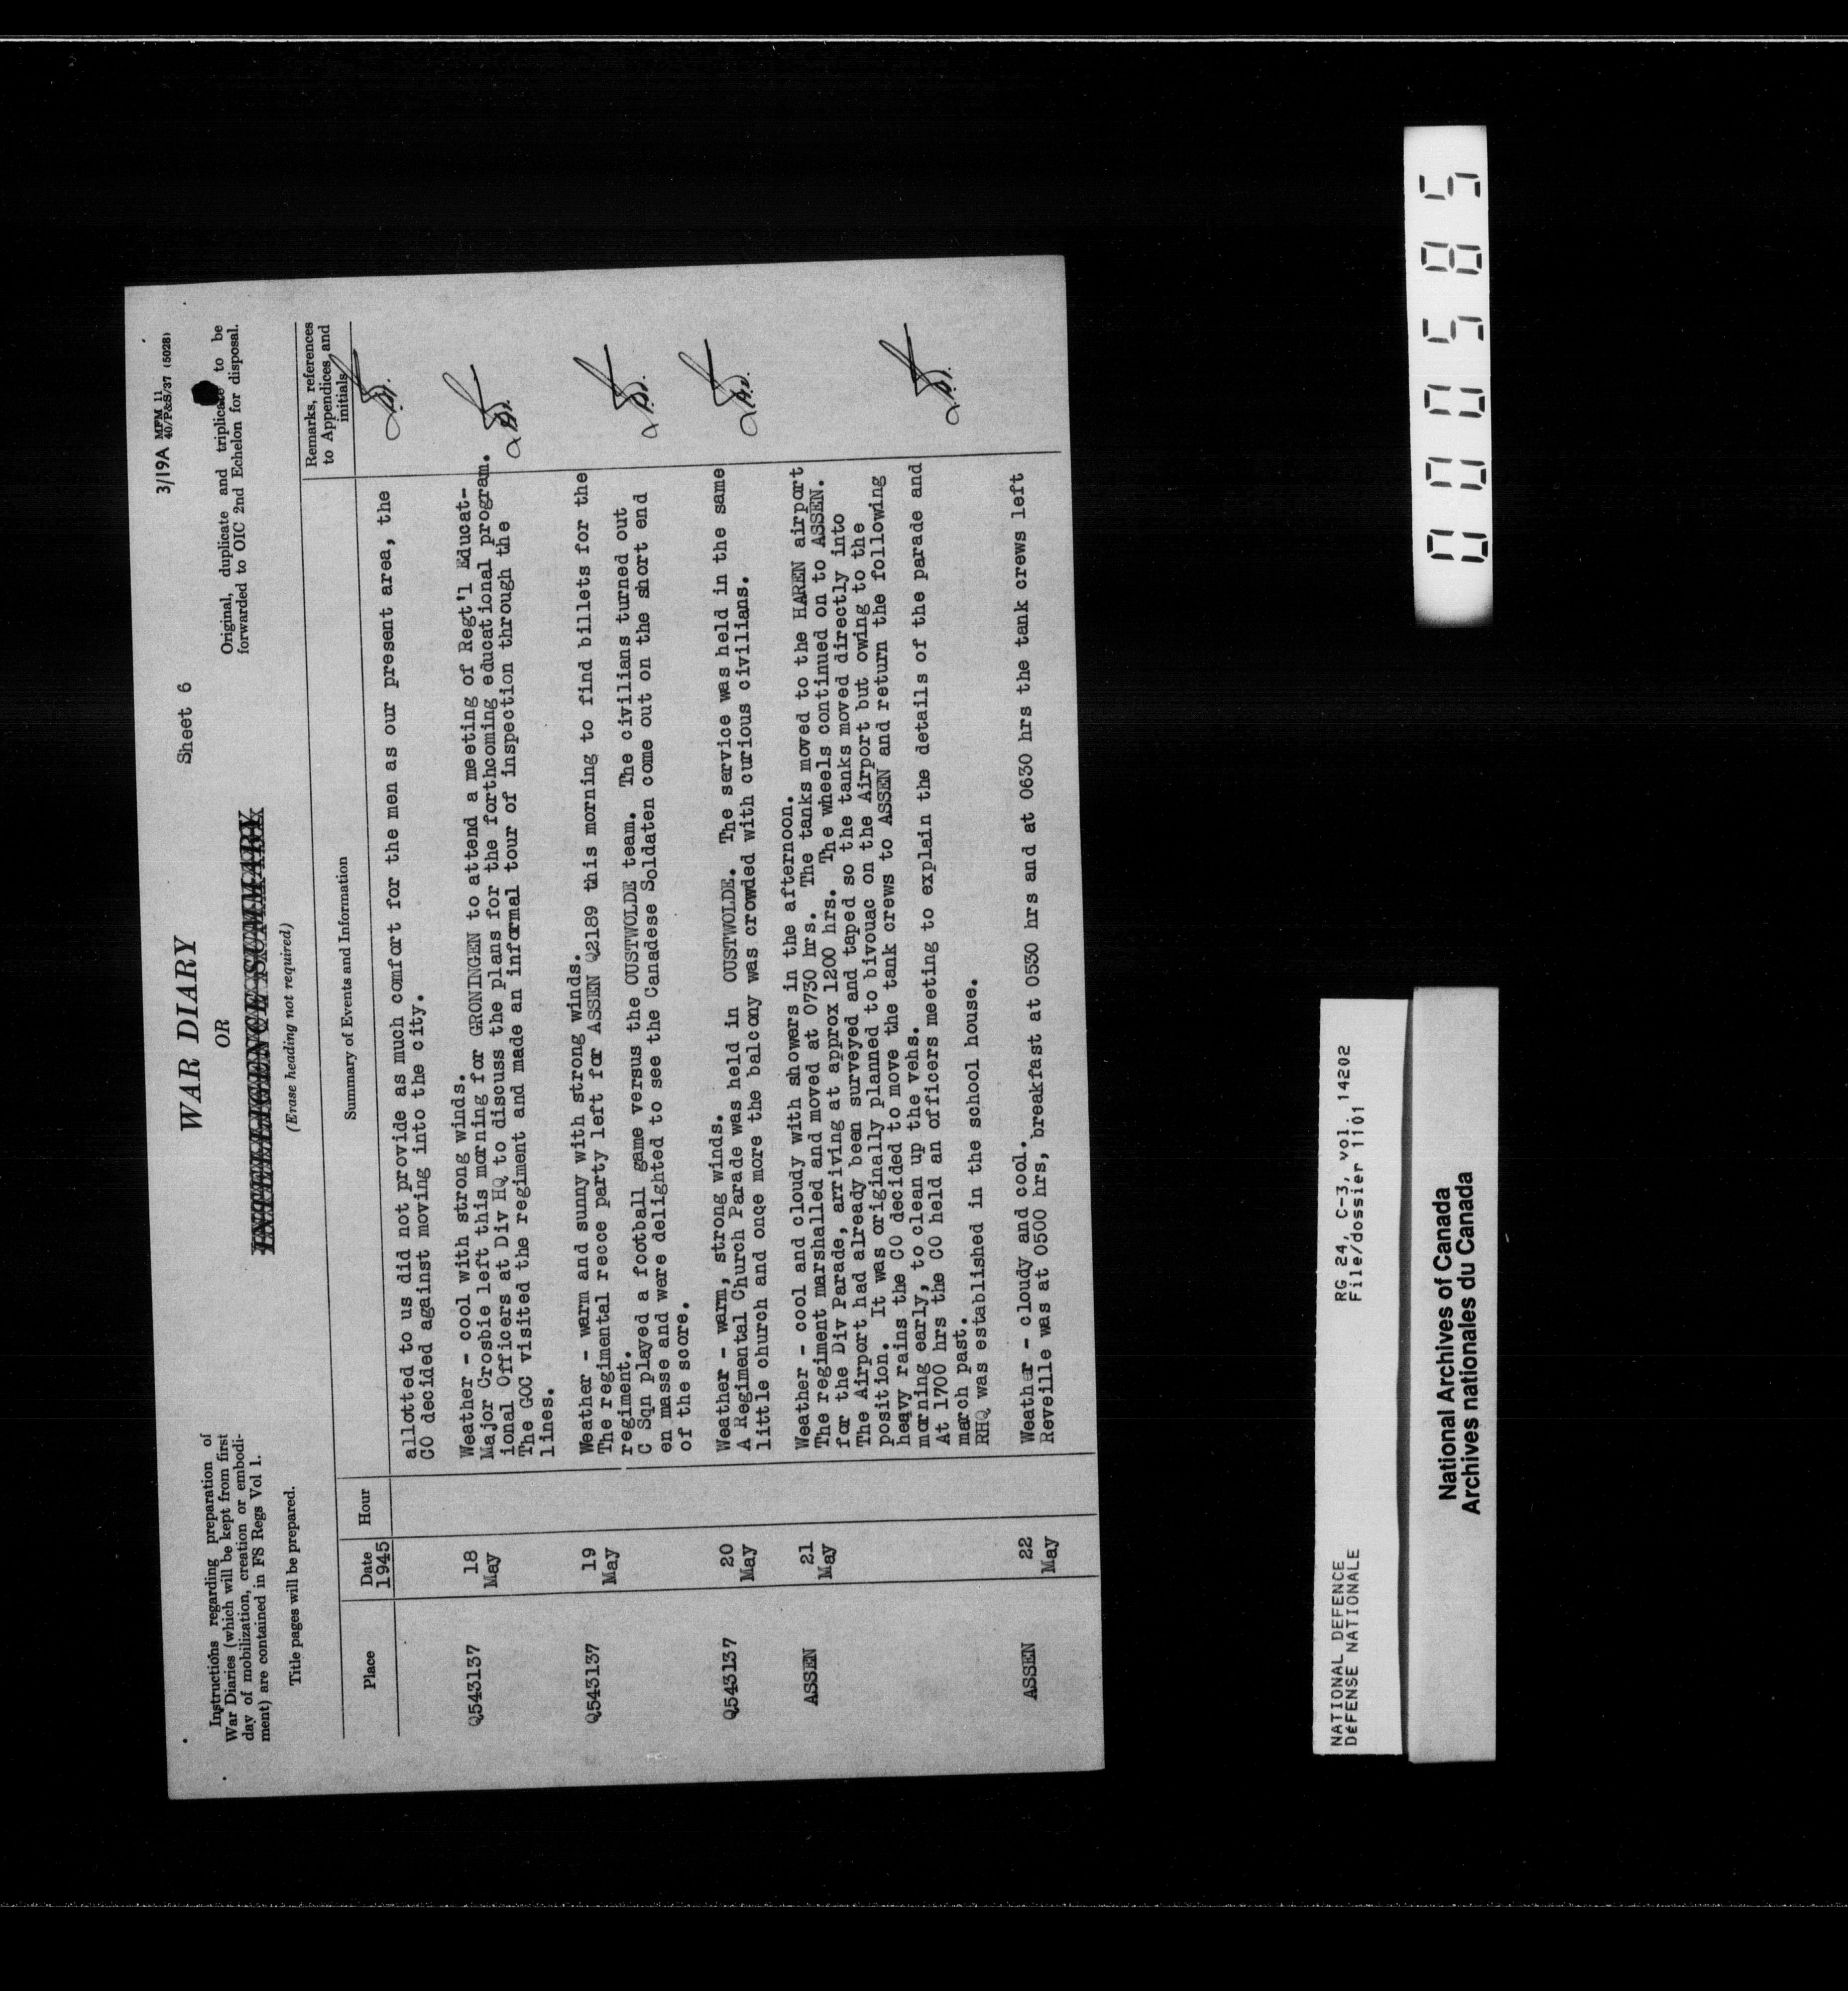 3/19A MFM 11
40/P&S/37 (5028)
Instructions regarding preparation of
War Diaries (which will be kept from first
day of mobilization, creation or embodi-
ment) are contained in FS Regs Vol 1.
Title pages will be prepared.
WAR DIARY
OR
INTELLIGENCE SUMMARY
(Erase heading not required)
Sheet 6
Original, duplicate and triplicate to be
forwarded to OIC 2nd Echelon for disposal.
Place Date Hour Summary of Events and Information Remarks, references
to Appendices and
initials
1945
allotted to us did not provide as much comfort for the men as our present area, the
CO decided against moving into the city.
Q543137 18
May
Weather - cool with strong winds.
Major Crosbie left this morning for GRONINGEN to attend a meeting of Regt'l Educat-
ional Officers at Div HQ to discuss the plans for the forthcoming educational program.
The GOC visited the regiment and made an informal tour of inspection through the
lines.
Q543137 19
May
Weather - warm and sunny with strong winds.
The regimental recce party left for ASSEN Q2189 this morning to find billets for the
regiment.
C Sqn played a football game versus the OUSTWOLDE team. The civilians turned out
en masse and were delighted to see the Canadese Soldaten come out on the short end
of the score.
Q543137 20
May
Weather - warm, strong winds.
A Regimental Church Parade was held in OUSTWOLDE. The service was held in the same
little church and onqe more the balcony was crowded with curious civilians.
ASSEN 21
May
Weather - cool and cloudy with showers in the afternoon.
The regiment marshalled and moved at 0730 hrs. The tanks moved to the HAREN airport
for the Div Parade, arriving at approx 1200 hrs. The wheels continued on to ASSEN.
The Airport had already been surveyed and taped so the tanks moved directly into
position. It was originally planned to bivouac on the Airport but owing to the
heavy rains the CO decided to move the tank crews to ASSEN and return the following
morning early, to clean up the vehs.
At 1700 hrs the CO held an officers meeting to explain the details of the parade and
march past.
RHQ was established in the school house.
ASSEN 22
May
Weather - cloudy and cool.
Reveille was at 0500 hrs, breakfast at 0530 hrs and at 0630 hrs the tank crews left
NATIONAL DEFENCE
DéFENSE NATIONALE
RG 24, C-3, vol. 14202
File/dossier 1101
National Archives of Canada
Archives nationales du Canada
000585